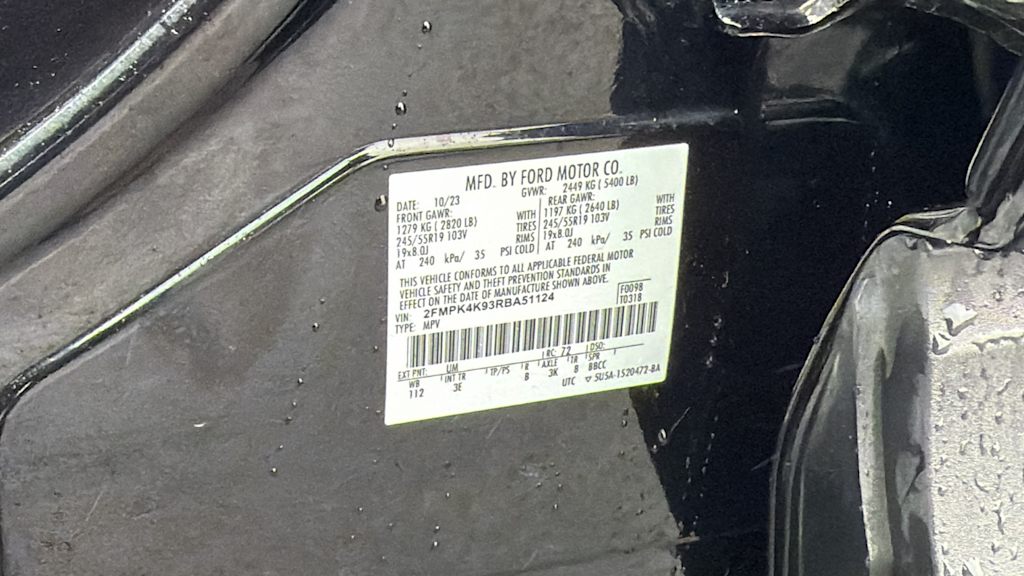 MFD. BY FORD MOTOR CO.
DATE: 10/23 GVWR: 2449 KG ( 5400 LB)
FRONT GAWR: REAR GAWR:
1279 KG ( 2820 LB) WITH 1197 KG ( 2640 LB) WITH
245/55R19 103V TIRES 245/55R19 103V TIRES
19x8.0J RIMS 19x8.0J RIMS
AT 240 kPa/ 35 PSI COLD AT 240 kPa/ 35 PSI COLD
THIS VEHICLE CONFORMS TO ALL APPLICABLE FEDERAL MOTOR
VEHICLE SAFETY AND THEFT PREVENTION STANDARDS IN
EFFECT ON THE DATE OF MANUFACTURE SHOWN ABOVE.
VIN: 2FMPK4K93RBA51124 F0098
TYPE: MPV T0318
EXT PNT: UM RC: 72 DSO:
WB INT TR TP/PS R AXLE TR SPR
112 3E B 3K 8 BBCC
UTC ▽ 5U5A-1520472-BA